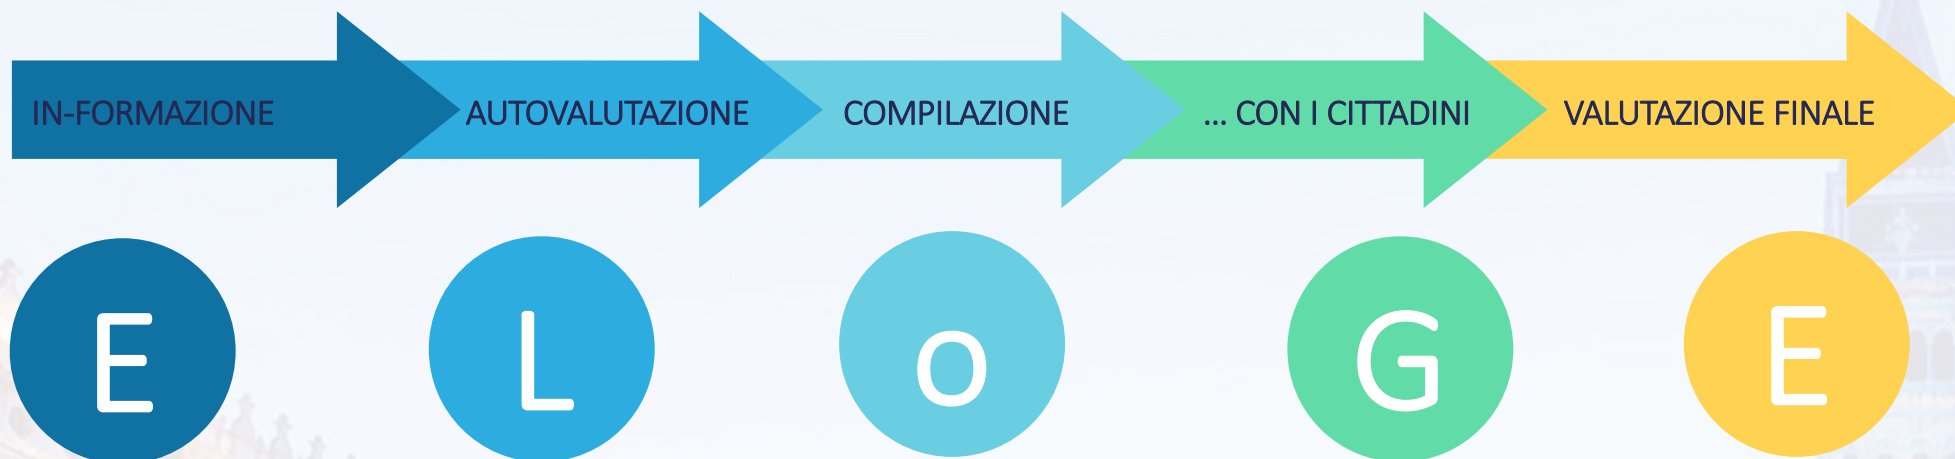 IN-FORMAZIONE AUTOVALUTAZIONE COMPILAZIONE ... CON I CITTADINI VALUTAZIONE FINALE
E L o G E